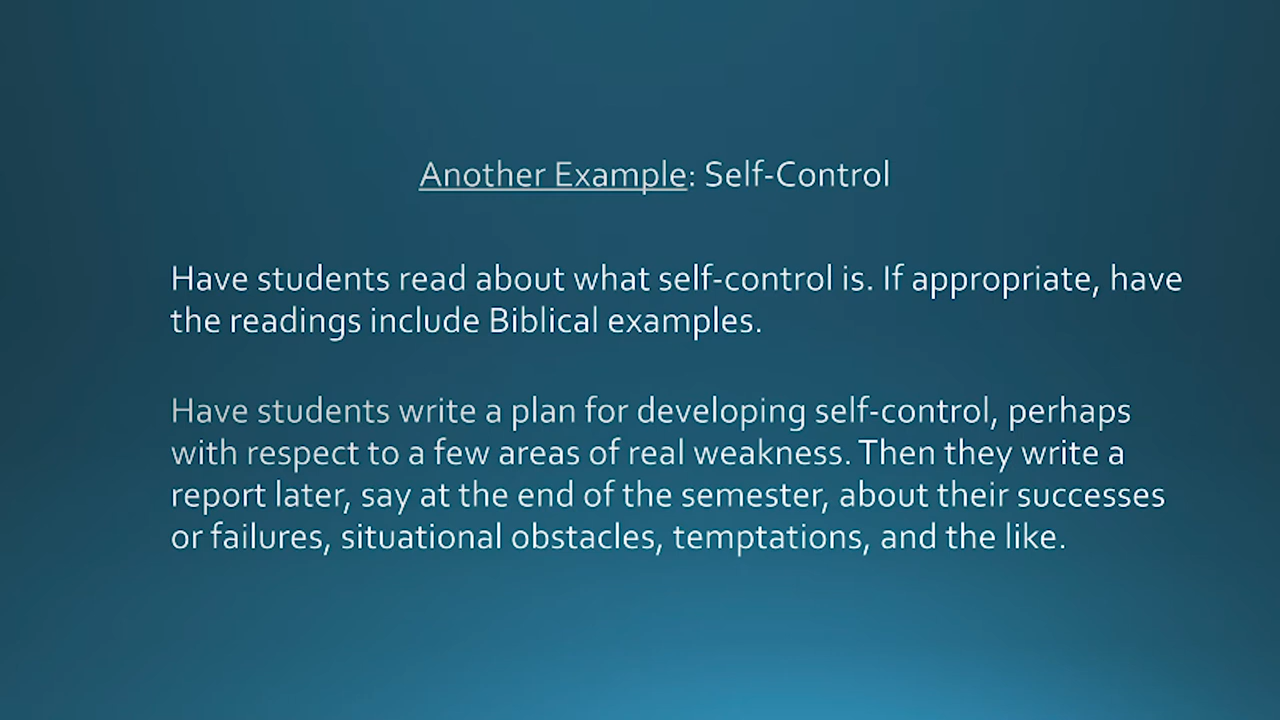 Another Example: Self-Control
Have students read about what self-control is. If appropriate, have
the readings include Biblical examples.
Have students write a plan for developing self-control, perhaps
with respect to a few areas of real weakness. Then they write a
report later, say at the end of the semester, about their successes
or failures, situational obstacles, temptations, and the like.